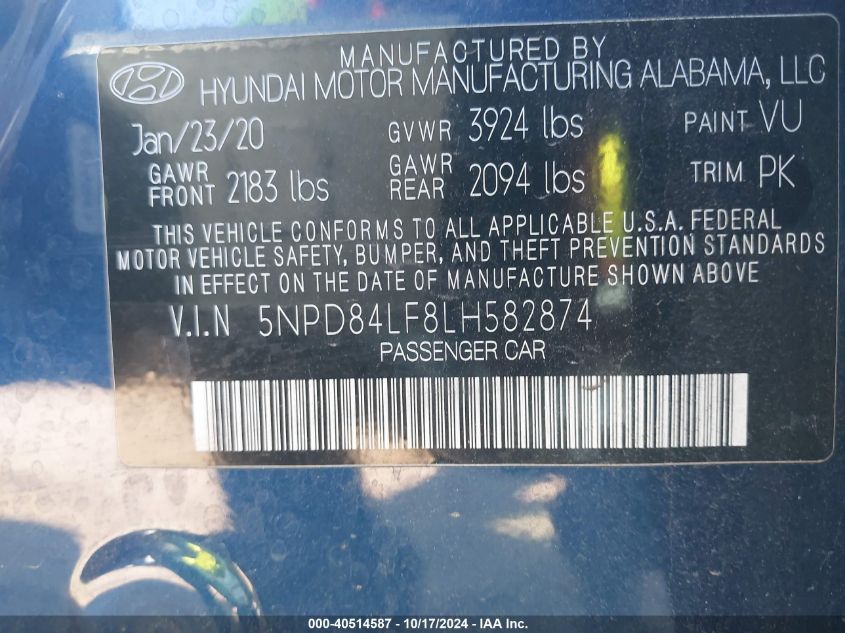 MANUFACTURED BY
HYUNDAI MOTOR MANUFACTURING ALABAMA, LLC
Jan/23/20 GVWR 3924 lbs PAINT VU
GAWR FRONT 2183 lbs GAWR REAR 2094 lbs TRIM PK
THIS VEHICLE CONFORMS TO ALL APPLICABLE U.S.A. FEDERAL
MOTOR VEHICLE SAFETY, BUMPER, AND THEFT PREVENTION STANDARDS
IN EFFECT ON THE DATE OF MANUFACTURE SHOWN ABOVE
V.I.N 5NPD84LF8LH582874
PASSENGER CAR
000-40514587 - 10/17/2024 - IAA Inc.